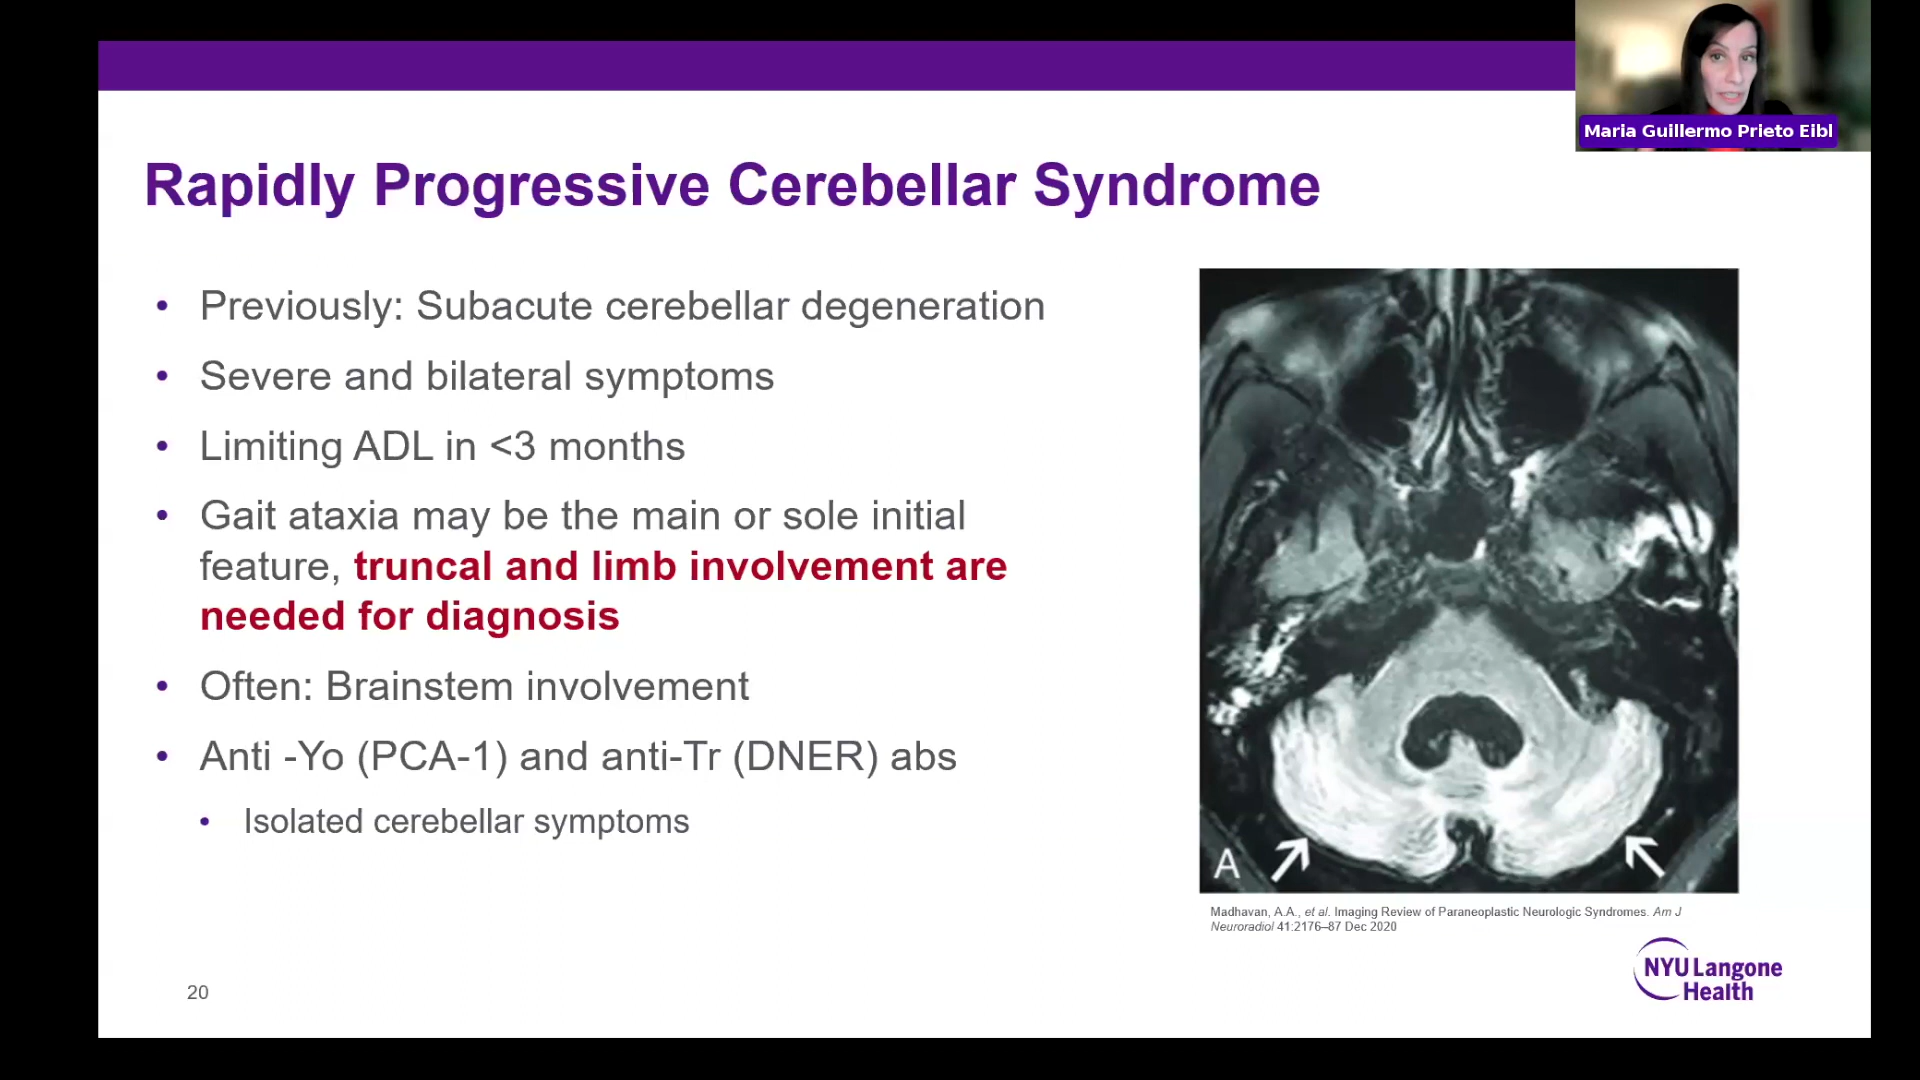 Maria Guillermo Prieto Eibl
Rapidly Progressive Cerebellar Syndrome
• Previously: Subacute cerebellar degeneration
• Severe and bilateral symptoms
• Limiting ADL in <3 months
• Gait ataxia may be the main or sole initial
feature, truncal and limb involvement are
needed for diagnosis
• Often: Brainstem involvement
• Anti -Yo (PCA-1) and anti-Tr (DNER) abs
• Isolated cerebellar symptoms
A
Madhavan, A.A., et al. Imaging Review of Paraneoplastic Neurologic Syndromes. Am J
Neuroradiol 41:2176–87 Dec 2020
20
NYU Langone
Health